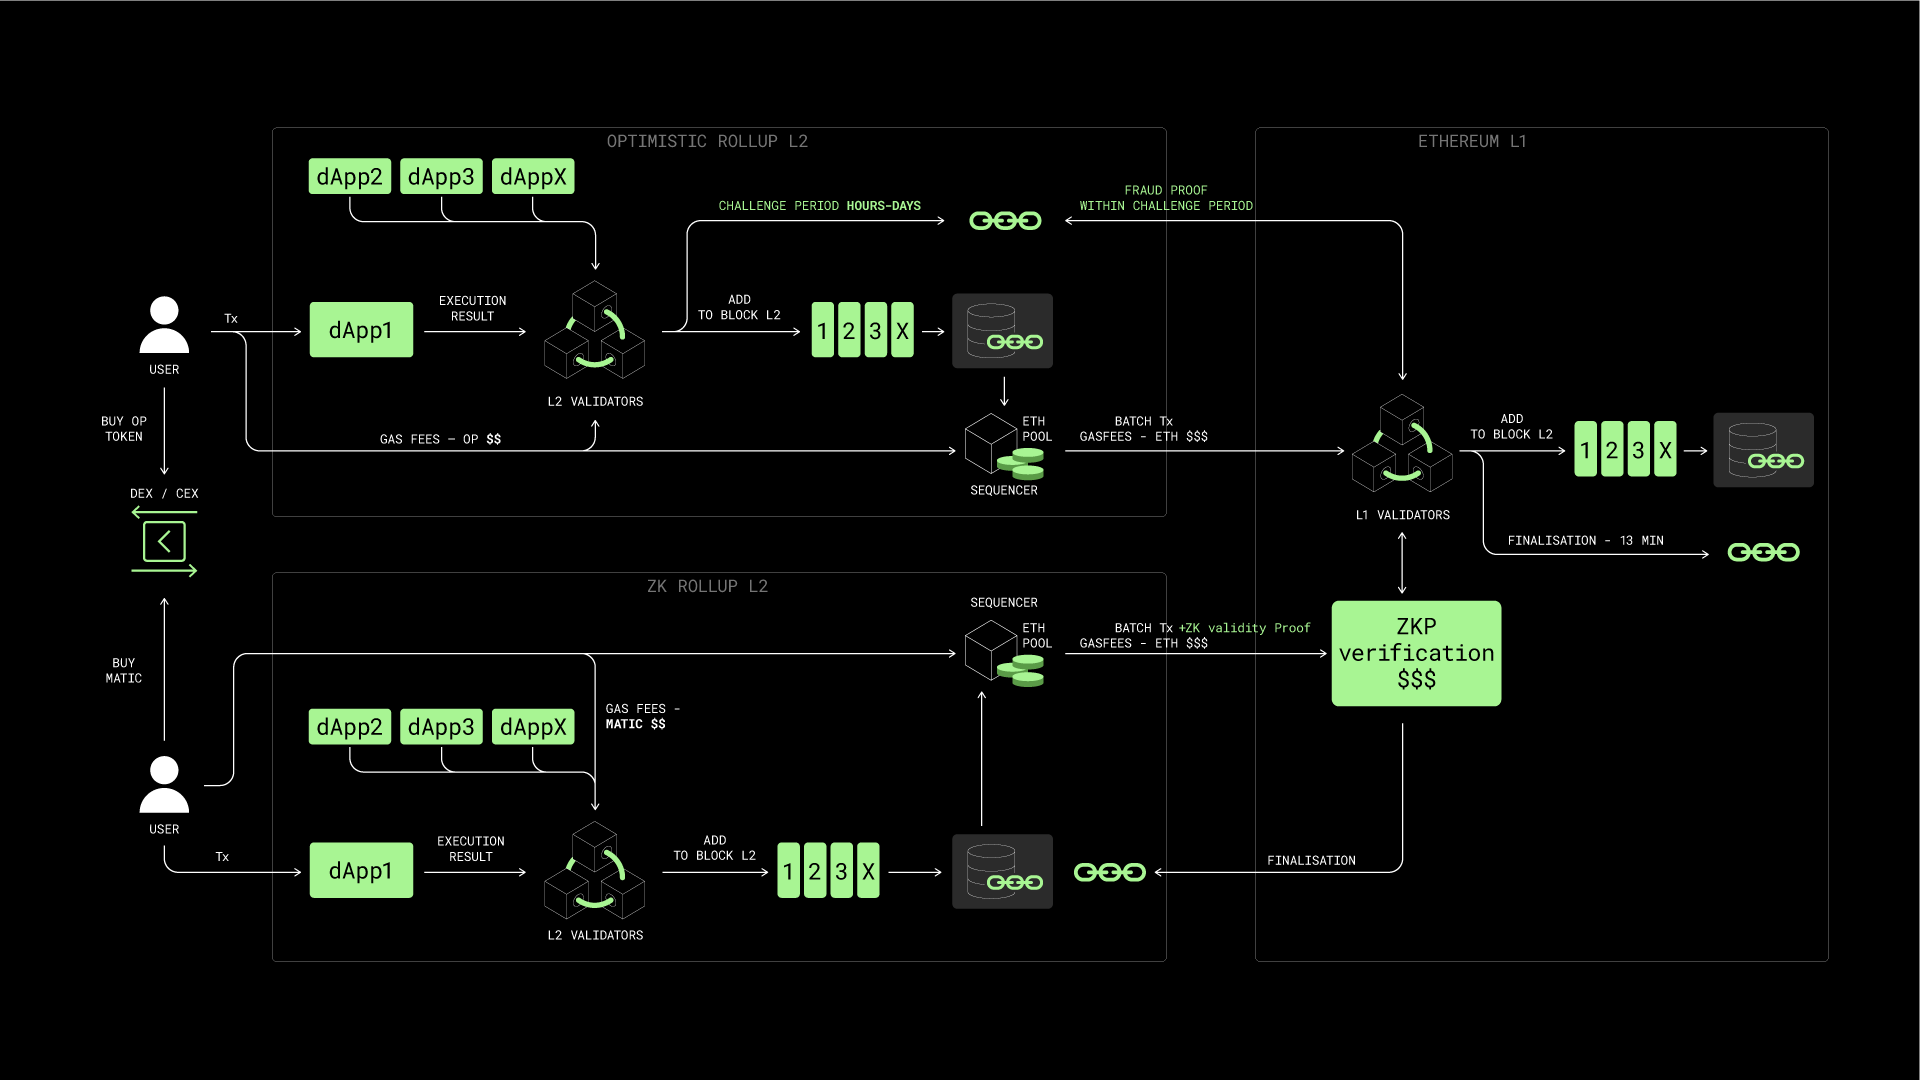 OPTIMISTIC ROLLUP L2
dApp2
dApp3
dAppX
CHALLENGE PERIOD HOURS-DAYS
FRAUD PROOF
WITHIN CHALLENGE PERIOD
Tx
USER
dApp1
EXECUTION
RESULT
L2 VALIDATORS
ADD
TO BLOCK L2
1
2
3
X
BUY OP
TOKEN
GAS FEES – OP $$
ETH
POOL
SEQUENCER
BATCH Tx
GASFEES - ETH $$$
DEX / CEX
ETHEREUM L1
L1 VALIDATORS
ADD
TO BLOCK L2
1
2
3
X
FINALISATION - 13 MIN
ZKP
verification
$$$
FINALISATION
ZK ROLLUP L2
SEQUENCER
ETH
POOL
BATCH Tx +ZK validity Proof
GASFEES - ETH $$$
BUY
MATIC
GAS FEES -
MATIC $$
dApp2
dApp3
dAppX
USER
Tx
dApp1
EXECUTION
RESULT
L2 VALIDATORS
ADD
TO BLOCK L2
1
2
3
X